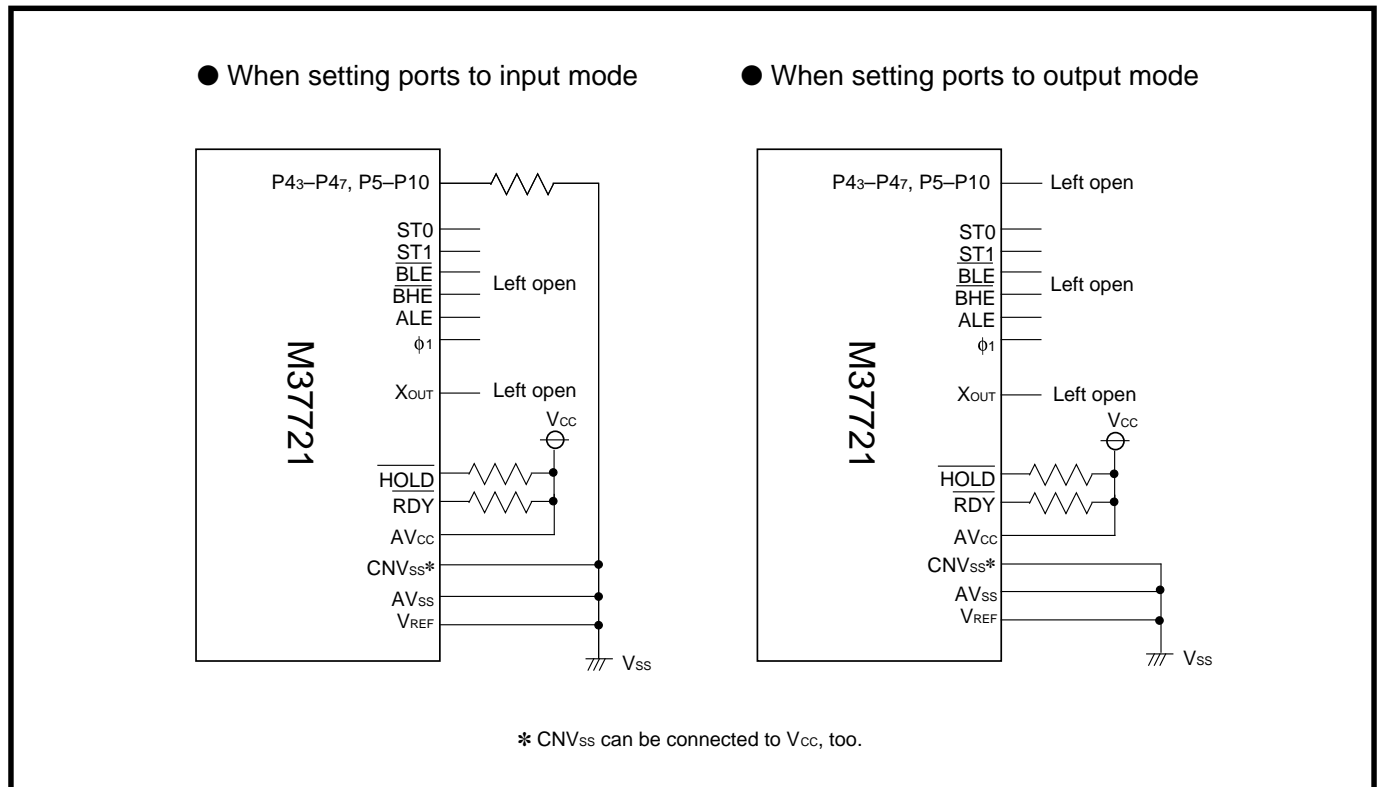 ● When setting ports to input mode
P43–P47, P5–P10
ST0
ST1
BLE
BHE
ALE
ϕ1
Left open
XOUT
Left open
M37721
VCC
HOLD
RDY
AVCC
CNVSS✽
AVSS
VREF
VSS
● When setting ports to output mode
P43–P47, P5–P10
Left open
ST0
ST1
BLE
BHE
ALE
ϕ1
Left open
XOUT
Left open
M37721
VCC
HOLD
RDY
AVCC
CNVSS✽
AVSS
VREF
VSS
✽ CNVSS can be connected to VCC, too.